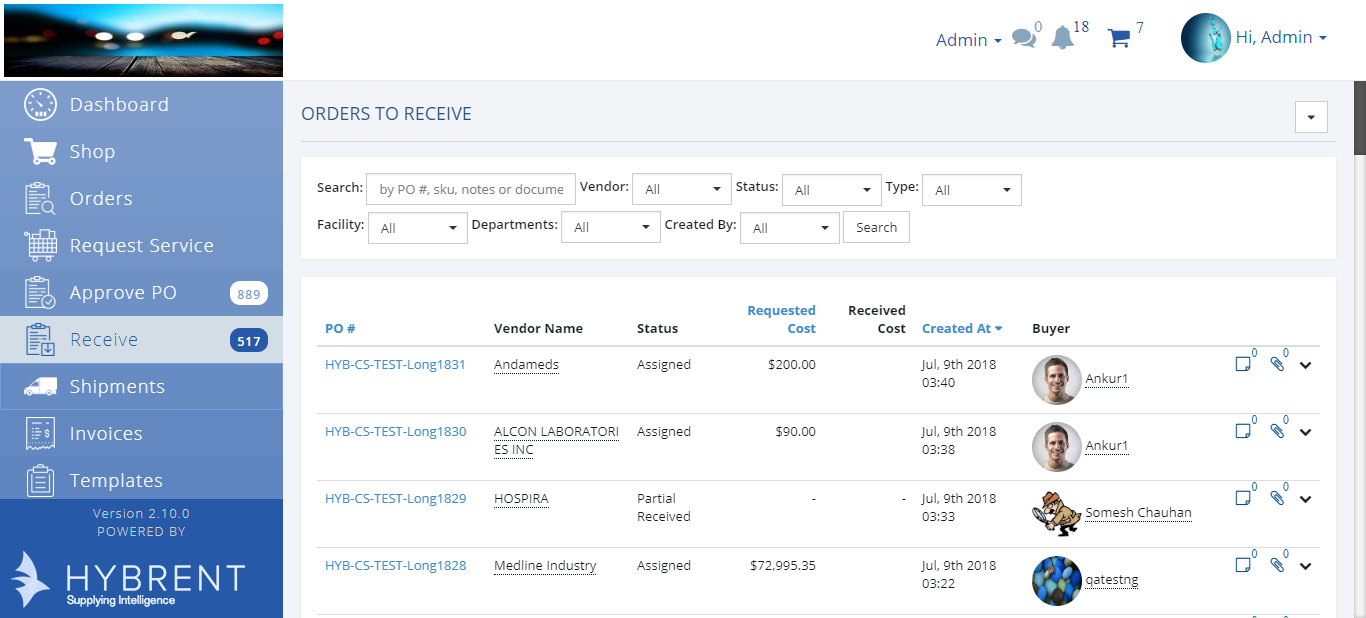 Admin 0 18 7 Hi, Admin
Dashboard
Shop
Orders
Request Service
Approve PO 889
Receive 517
Shipments
Invoices
Templates
Version 2.10.0
POWERED BY
HYBRENT
Supplying Intelligence
ORDERS TO RECEIVE
Search: by PO #, sku, notes or docume Vendor: All Status: All Type: All
Facility: All Departments: All Created By: All Search
PO # Vendor Name Status Requested Cost Received Cost Created At Buyer
HYB-CS-TEST-Long1831 Andameds Assigned $200.00 Jul, 9th 2018 Ankur1 0 0
03:40
HYB-CS-TEST-Long1830 ALCON LABORATORI Assigned $90.00 Jul, 9th 2018 Ankur1 0 0
ES INC 03:38
HYB-CS-TEST-Long1829 HOSPIRA Partial - - Jul, 9th 2018 Somesh Chauhan 0 0
Received 03:33
HYB-CS-TEST-Long1828 Medline Industry Assigned $72,995.35 Jul, 9th 2018 qatestng 0 0
03:22